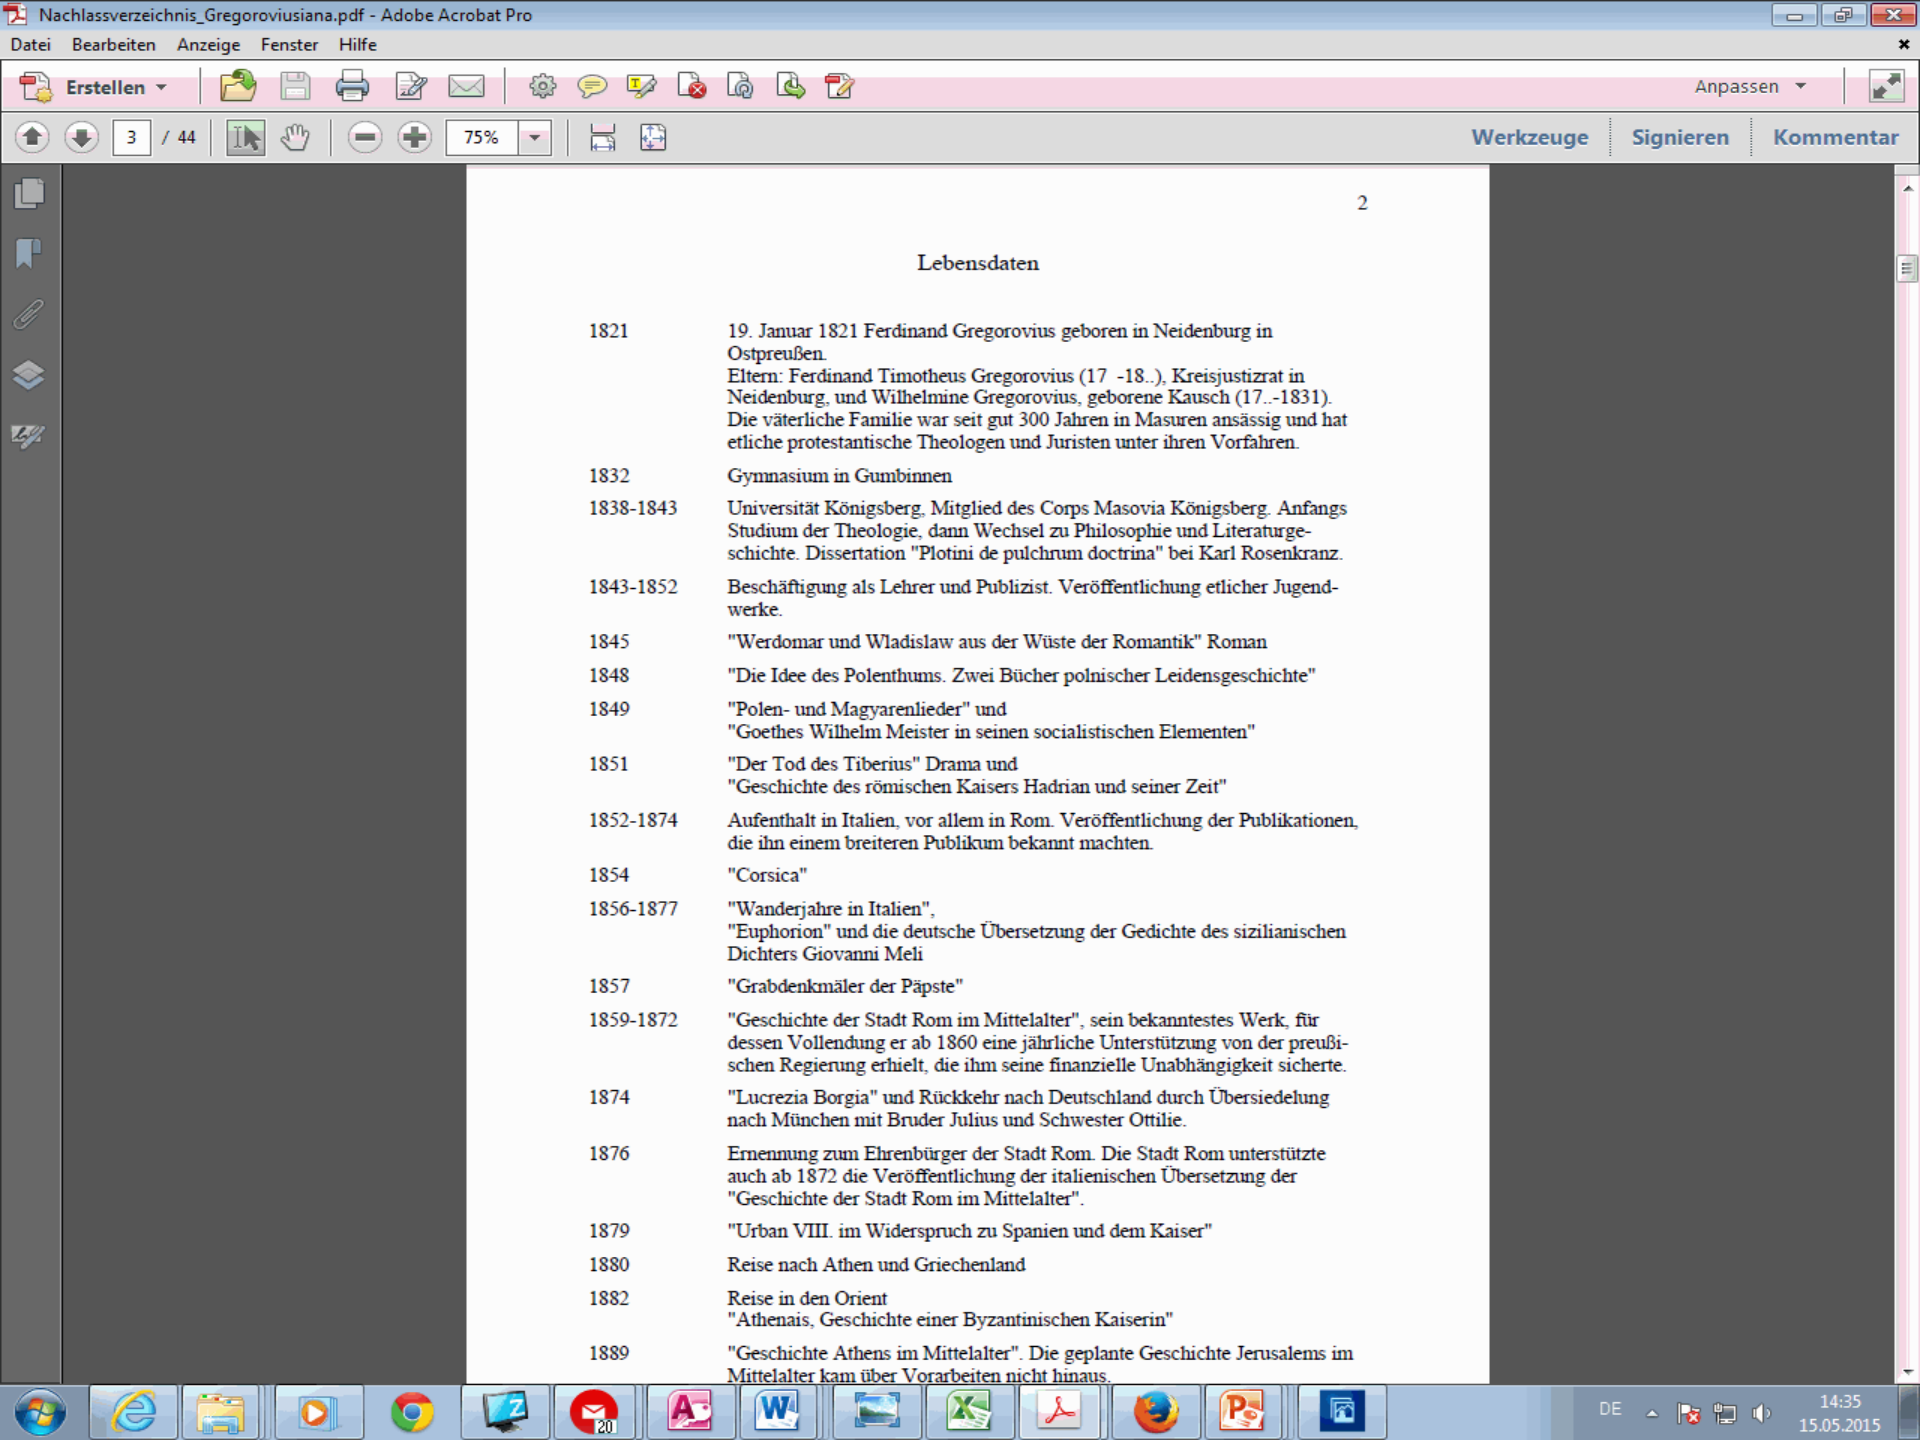 Nachlassverzeichnis_Gregoroviusiana.pdf - Adobe Acrobat Pro
Datei Bearbeiten Anzeige Fenster Hilfe
Erstellen
Anpassen
3 / 44
75%
Werkzeuge Signieren Kommentar
2
Lebensdaten
1821 19. Januar 1821 Ferdinand Gregorovius geboren in Neidenburg in
Ostpreußen.
Eltern: Ferdinand Timotheus Gregorovius (17 -18..), Kreisjustizrat in
Neidenburg, und Wilhelmine Gregorovius, geborene Kausch (17..-1831).
Die väterliche Familie war seit gut 300 Jahren in Masuren ansässig und hat
etliche protestantische Theologen und Juristen unter ihren Vorfahren.
1832 Gymnasium in Gumbinnen
1838-1843 Universität Königsberg, Mitglied des Corps Masovia Königsberg. Anfangs
Studium der Theologie, dann Wechsel zu Philosophie und Literaturge-
schichte. Dissertation "Plotini de pulchrum doctrina" bei Karl Rosenkranz.
1843-1852 Beschäftigung als Lehrer und Publizist. Veröffentlichung etlicher Jugend-
werke.
1845 "Werdomar und Wladislaw aus der Wüste der Romantik" Roman
1848 "Die Idee des Polenthums. Zwei Bücher polnischer Leidensgeschichte"
1849 "Polen- und Magyarenlieder" und
"Goethes Wilhelm Meister in seinen socialistischen Elementen"
1851 "Der Tod des Tiberius" Drama und
"Geschichte des römischen Kaisers Hadrian und seiner Zeit"
1852-1874 Aufenthalt in Italien, vor allem in Rom. Veröffentlichung der Publikationen,
die ihn einem breiteren Publikum bekannt machten.
1854 "Corsica"
1856-1877 "Wanderjahre in Italien",
"Euphorion" und die deutsche Übersetzung der Gedichte des sizilianischen
Dichters Giovanni Meli
1857 "Grabdenkmäler der Päpste"
1859-1872 "Geschichte der Stadt Rom im Mittelalter", sein bekanntestes Werk, für
dessen Vollendung er ab 1860 eine jährliche Unterstützung von der preußi-
schen Regierung erhielt, die ihm seine finanzielle Unabhängigkeit sicherte.
1874 "Lucrezia Borgia" und Rückkehr nach Deutschland durch Übersiedelung
nach München mit Bruder Julius und Schwester Ottilie.
1876 Ernennung zum Ehrenbürger der Stadt Rom. Die Stadt Rom unterstützte
auch ab 1872 die Veröffentlichung der italienischen Übersetzung der
"Geschichte der Stadt Rom im Mittelalter".
1879 "Urban VIII. im Widerspruch zu Spanien und dem Kaiser"
1880 Reise nach Athen und Griechenland
1882 Reise in den Orient
"Athenais, Geschichte einer Byzantinischen Kaiserin"
1889 "Geschichte Athens im Mittelalter". Die geplante Geschichte Jerusalems im
Mittelalter kam über Vorarbeiten nicht hinaus.
20
DE
14:35
15.05.2015